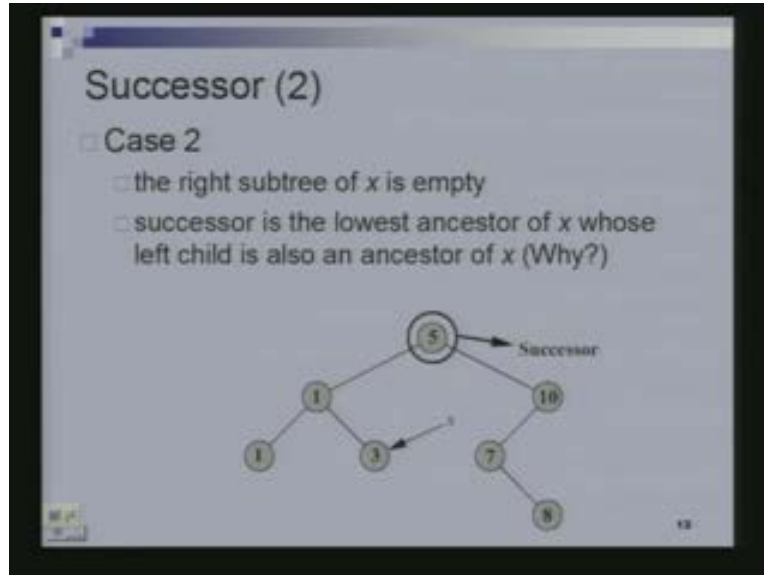 Successor (2)
Case 2
the right subtree of x is empty
successor is the lowest ancestor of x whose
left child is also an ancestor of x (Why?)
5
Successor
1
10
1
3
7
8